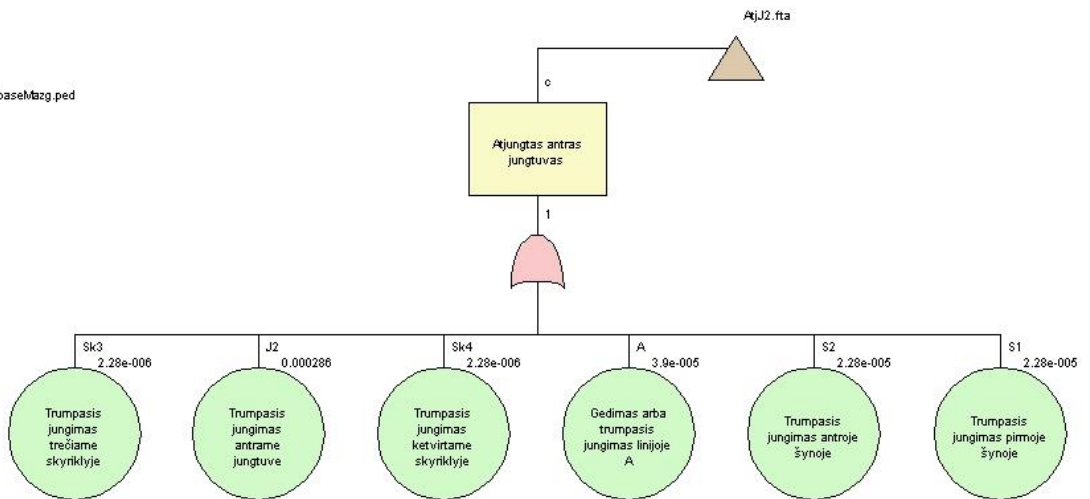 AtjJ2.fta
baseMazg.ped
c
Atjungtas antras
jungtuvas
1
Sk3
2.28e-006
J2
0.000286
Sk4
2.28e-006
A
3.9e-005
S2
2.28e-005
S1
2.28e-005
Trumpasis
jungimas
trečiame
skyriklyje
Trumpasis
jungimas
antrame
jungtuve
Trumpasis
jungimas
ketvirtame
skyriklyje
Gedimas arba
trumpasis
jungimas linijoje
A
Trumpasis
jungimas antroje
šynoje
Trumpasis
jungimas pirmoje
šynoje